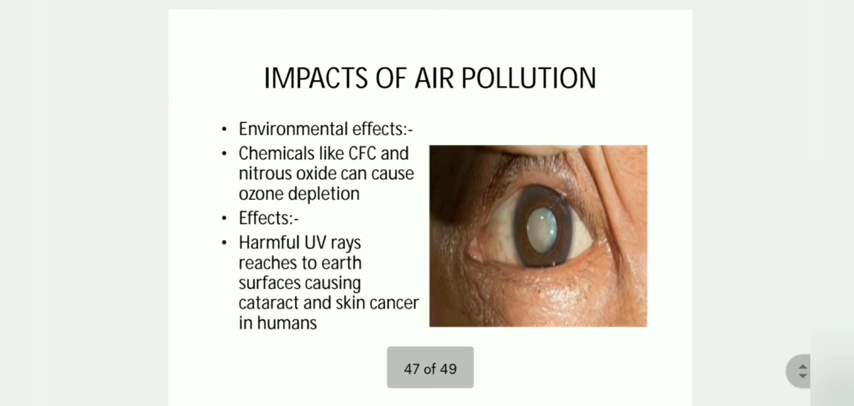 IMPACTS OF AIR POLLUTION
• Environmental effects:-
• Chemicals like CFC and
nitrous oxide can cause
ozone depletion
• Effects:-
• Harmful UV rays
reaches to earth
surfaces causing
cataract and skin cancer
in humans
47 of 49